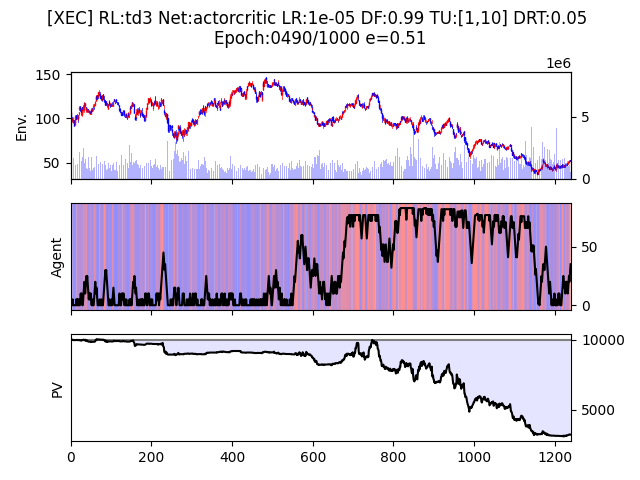 [XEC] RL:td3 Net:actorcritic LR:1e-05 DF:0.99 TU:[1,10] DRT:0.05
Epoch:0490/1000 e=0.51
1e6
150
100
50
Env.
5
0
Agent
50
0
PV
10000
5000
0 200 400 600 800 1000 1200